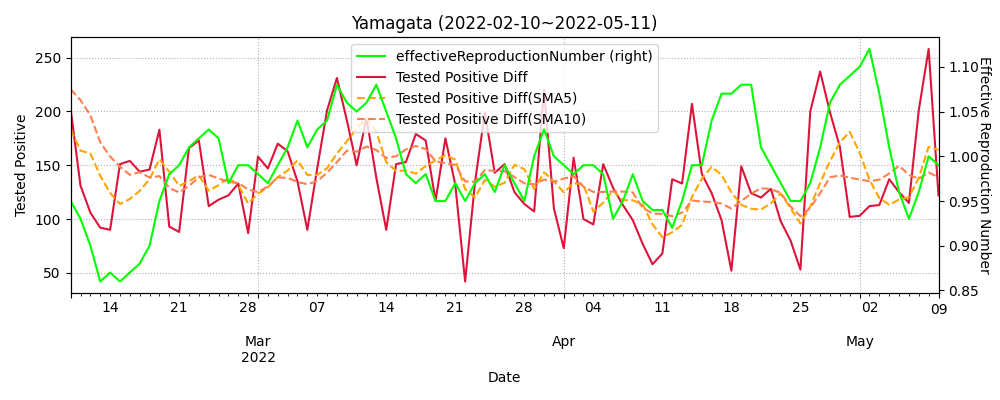 Yamagata (2022-02-10~2022-05-11)
effectiveReproductionNumber (right)
Tested Positive Diff
Tested Positive Diff(SMA5)
Tested Positive Diff(SMA10)
Tested Positive
250
200
150
100
50
1.10
1.05
1.00
0.95
0.90
0.85
Effective Reproduction Number
14 21 28 07 14 21 28 04 11 18 25 02 09
Mar Apr May
2022
Date